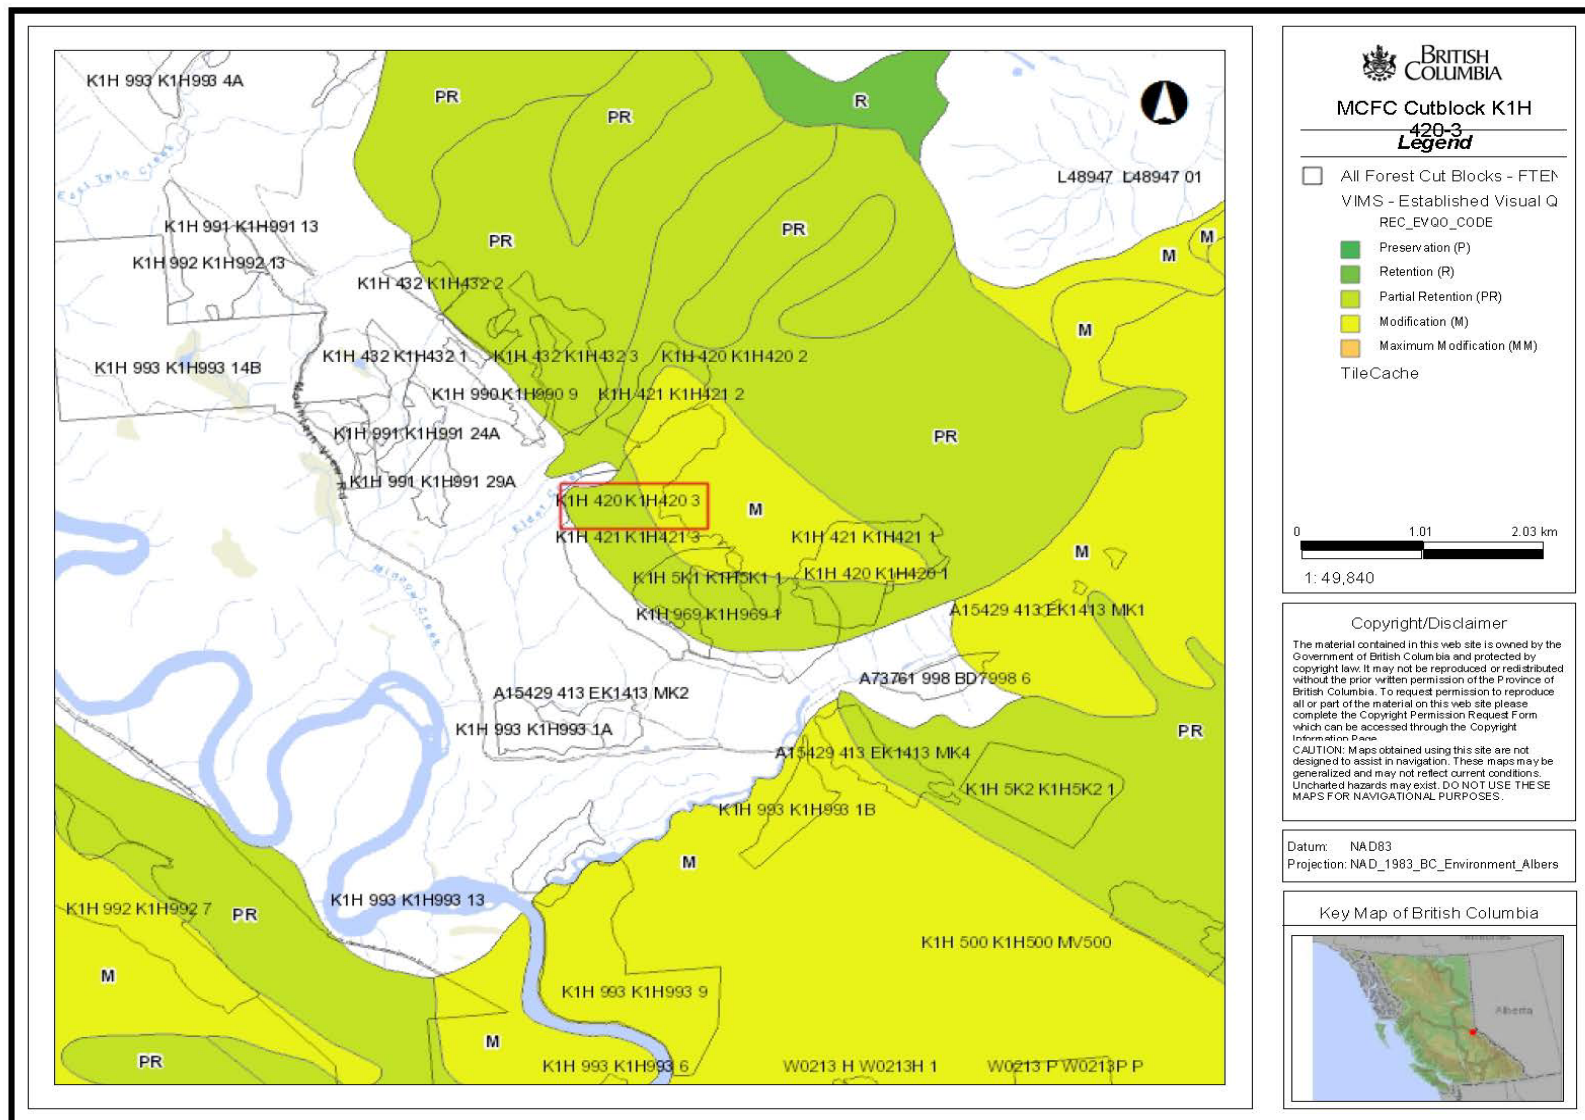 K1H 993 K1H993 4A
PR
PR
R
L48947 L48947 01
K1H 991 K1H991 13
K1H 992 K1H992 13
PR
PR
M
M
K1H 432 K1H432 2
M
K1H 432 K1H432 1
K1H 432 K1H432 3
K1H 420 K1H420 2
K1H 993 K1H993 14B
K1H 990 K1H990 9
K1H 421 K1H421 2
Mountain View Rd
K1H 991 K1H991 24A
PR
K1H 991 K1H991 29A
K1H 420 K1H420 3
M
K1H 421 K1H421 3
K1H 421 K1H421 1
M
K1H 5K1 K1H5K1 1
K1H 420 K1H420 1
K1H 969 K1H969 1
A15429 413 EK1413 MK1
A73761 998 BD7998 6
A15429 413 EK1413 MK2
K1H 993 K1H993 1A
PR
A15429 413 EK1413 MK4
K1H 5K2 K1H5K2 1
K1H 993 K1H993 1B
M
K1H 993 K1H993 13
K1H 992 K1H992 7
PR
K1H 500 K1H500 MV500
M
K1H 993 K1H993 9
M
PR
K1H 993 K1H993 6
W0213 H W0213H 1
W0213 P W0213P P
BRITISH
COLUMBIA
MCFC Cutblock K1H
420-3
Legend
All Forest Cut Blocks - FTEN
VIMS - Established Visual Q
REC_EVQO_CODE
Preservation (P)
Retention (R)
Partial Retention (PR)
Modification (M)
Maximum Modification (MM)
TileCache
0 1.01 2.03 km
1: 49,840
Copyright/Disclaimer
The material contained in this web site is owned by the
Government of British Columbia and protected by
copyright law. It may not be reproduced or redistributed
without the prior written permission of the Province of
British Columbia. To request permission to reproduce
all or part of the material on this web site please
complete the Copyright Permission Request Form
which can be accessed through the Copyright
Information Page
CAUTION: Maps obtained using this site are not
designed to assist in navigation. These maps may be
generalized and may not reflect current conditions.
Uncharted hazards may exist. DO NOT USE THESE
MAPS FOR NAVIGATIONAL PURPOSES.
Datum: NAD83
Projection: NAD_1983_BC_Environment_Albers
Key Map of British Columbia
Alberta